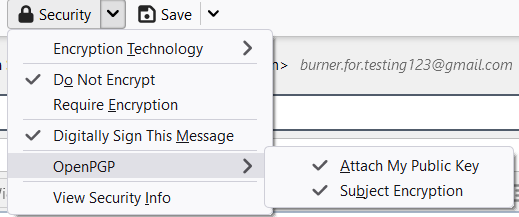 Security Save
Encryption Technology
> burner.for.testing123@gmail.com
Do Not Encrypt
Require Encryption
Digitally Sign This Message
OpenPGP
Attach My Public Key
Subject Encryption
View Security Info